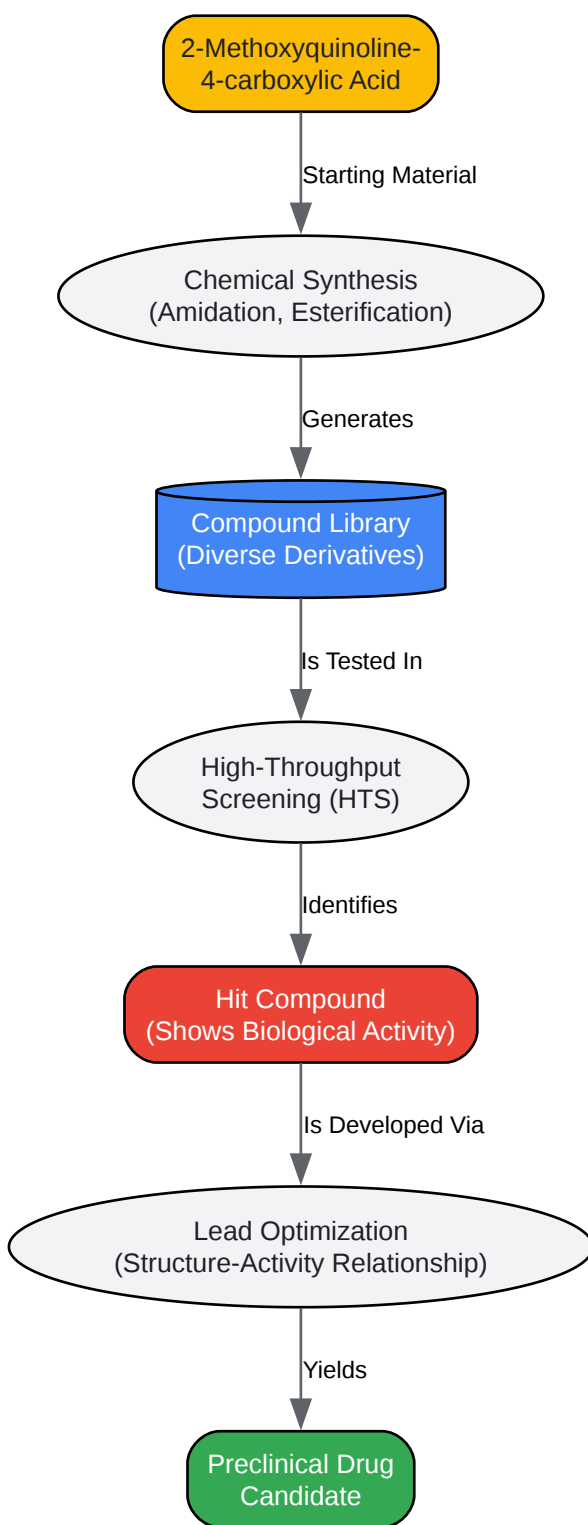 2-Methoxyquinoline-
4-carboxylic Acid
Starting Material
Chemical Synthesis
(Amidation, Esterification)
Generates
Compound Library
(Diverse Derivatives)
Is Tested In
High-Throughput
Screening (HTS)
Identifies
Hit Compound
(Shows Biological Activity)
Is Developed Via
Lead Optimization
(Structure-Activity Relationship)
Yields
Preclinical Drug
Candidate